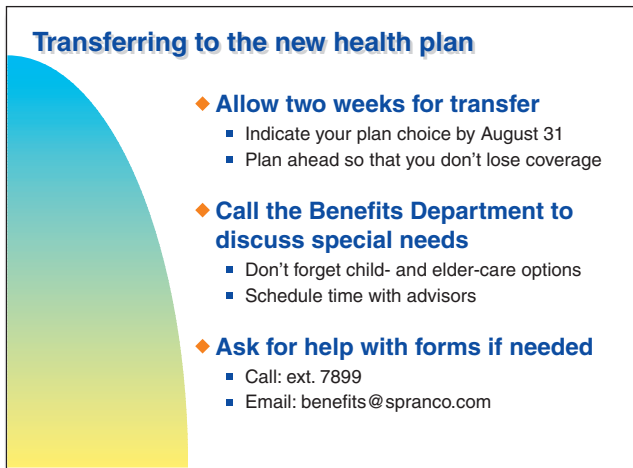 Transferring to the new health plan
Allow two weeks for transfer
Indicate your plan choice by August 31
Plan ahead so that you don't lose coverage
Call the Benefits Department to
discuss special needs
Don't forget child- and elder-care options
Schedule time with advisors
Ask for help with forms if needed
Call: ext. 7899
Email: benefits@spranco.com